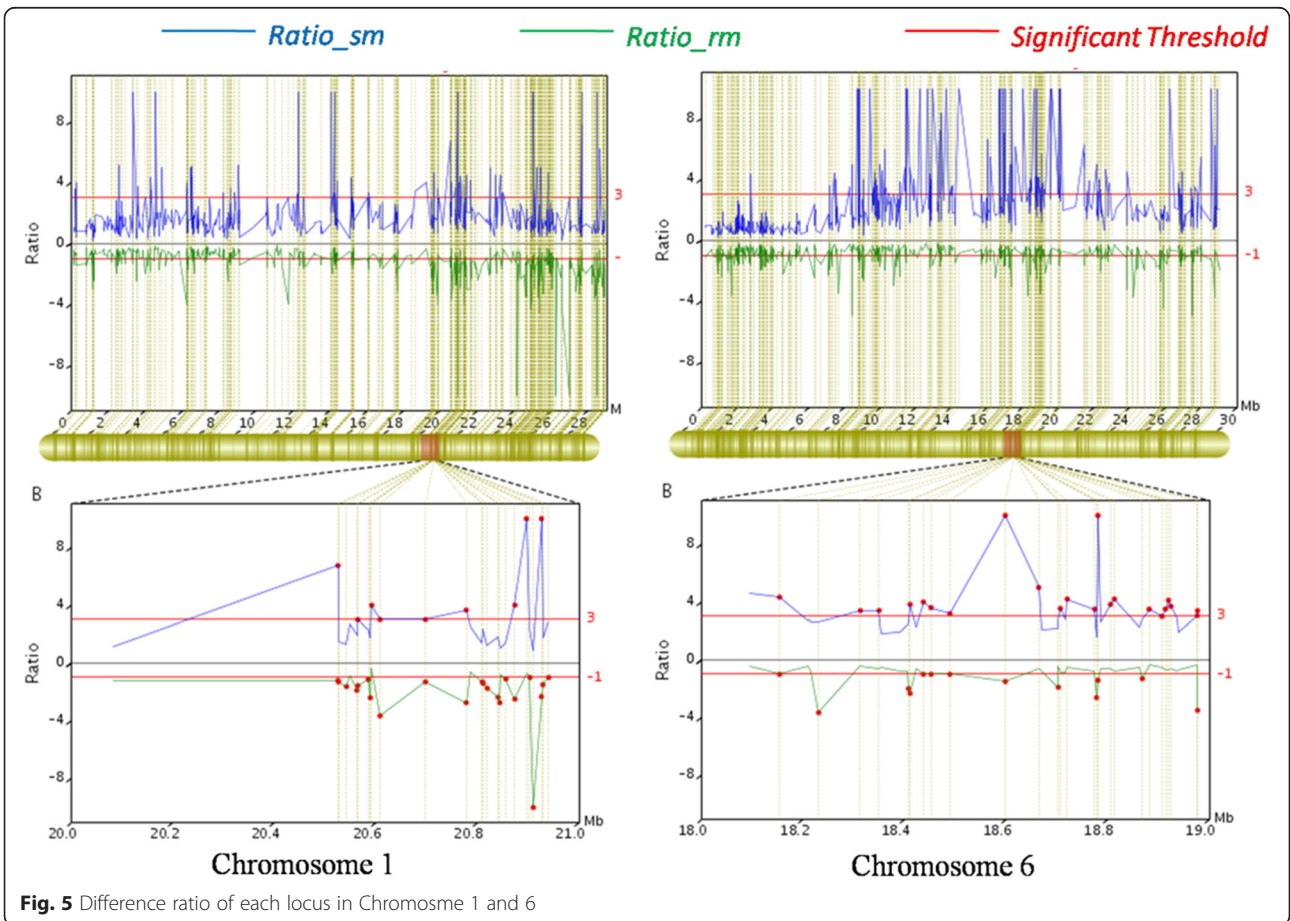 Ratio_sm Ratio_rm Significant Threshold
8
4
0
-4
-8
Ratio
3
-
0 2 4 6 8 10 12 14 16 18 20 22 24 26 28 M
8
4
0
-4
-8
Ratio
3
-1
0 2 4 6 8 10 12 14 16 18 20 22 24 26 28 30 Mb
B
8
4
0
-4
-8
Ratio
3
-1
20.0 20.2 20.4 20.6 20.8 21.0 Mb
Chromosome 1
B
8
4
0
-4
-8
Ratio
3
-1
18.0 18.2 18.4 18.6 18.8 19.0 Mb
Chromosome 6
Fig. 5 Difference ratio of each locus in Chromosme 1 and 6